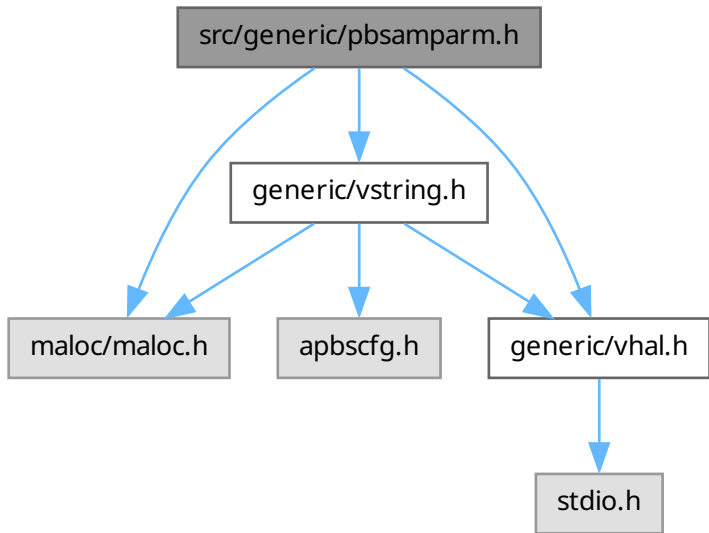 src/generic/pbsamparm.h
generic/vstring.h
maloc/maloc.h
apbscfg.h
generic/vhal.h
stdio.h